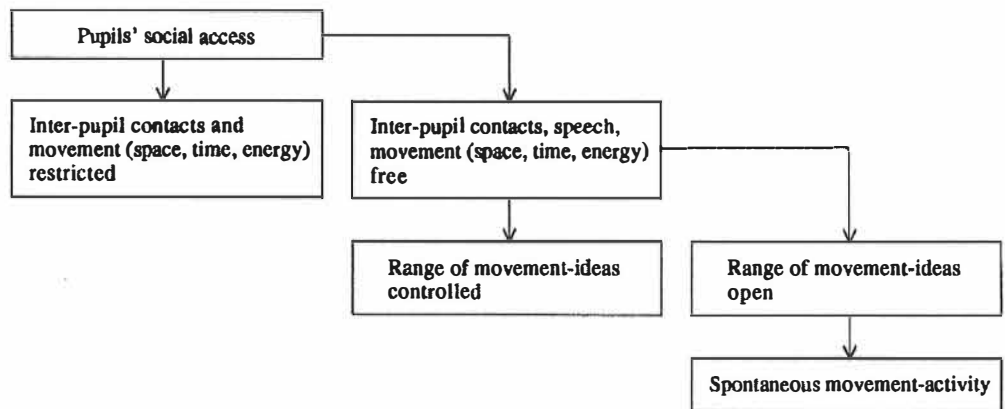 Pupils' social access
Inter-pupil contacts and
movement (space, time, energy)
restricted
Inter-pupil contacts, speech,
movement (space, time, energy)
free
Range of movement-ideas
controlled
Range of movement-ideas
open
Spontaneous movement-activity